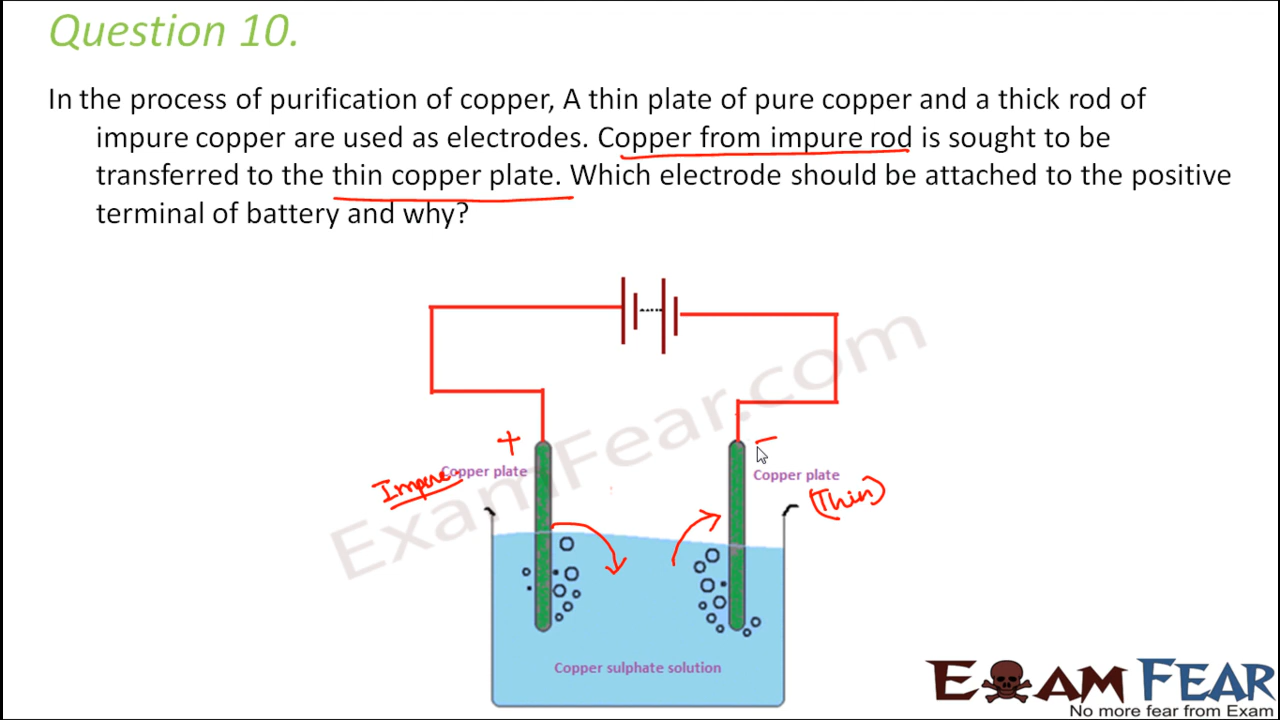 Question 10.
In the process of purification of copper, A thin plate of pure copper and a thick rod of
impure copper are used as electrodes. Copper from impure rod is sought to be
transferred to the thin copper plate. Which electrode should be attached to the positive
terminal of battery and why?
+
−
Copper plate
Copper plate
Impure
(Thin)
ExamFear.com
Copper sulphate solution
EXAM FEAR
No more fear from Exam